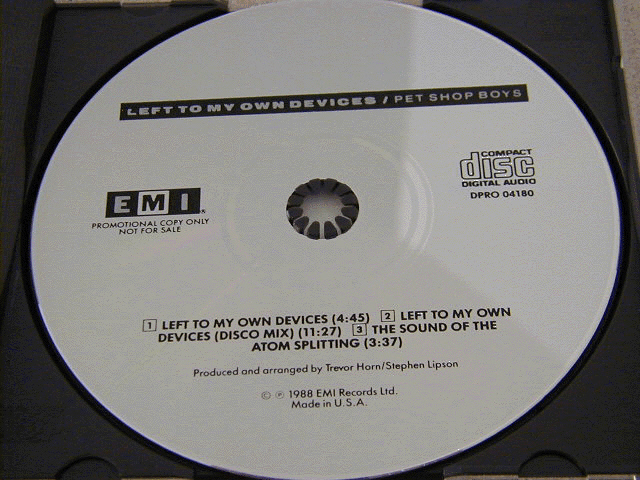 LEFT TO MY OWN DEVICES / PET SHOP BOYS
COMPACT
disc
DIGITAL AUDIO
DPRO 04180
EMI®
PROMOTIONAL COPY ONLY
NOT FOR SALE
1 LEFT TO MY OWN DEVICES (4:45) 2 LEFT TO MY OWN
DEVICES (DISCO MIX) (11:27) 3 THE SOUND OF THE
ATOM SPLITTING (3:37)
Produced and arranged by Trevor Horn/Stephen Lipson
© ℗ 1988 EMI Records Ltd.
Made in U.S.A.